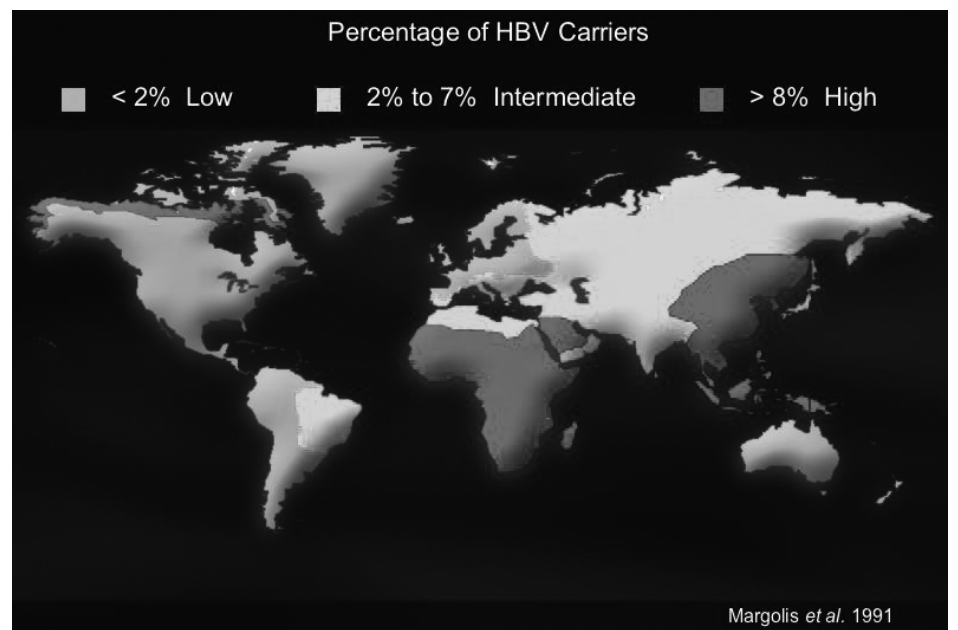 Percentage of HBV Carriers
< 2% Low 2% to 7% Intermediate > 8% High
Margolis et al. 1991